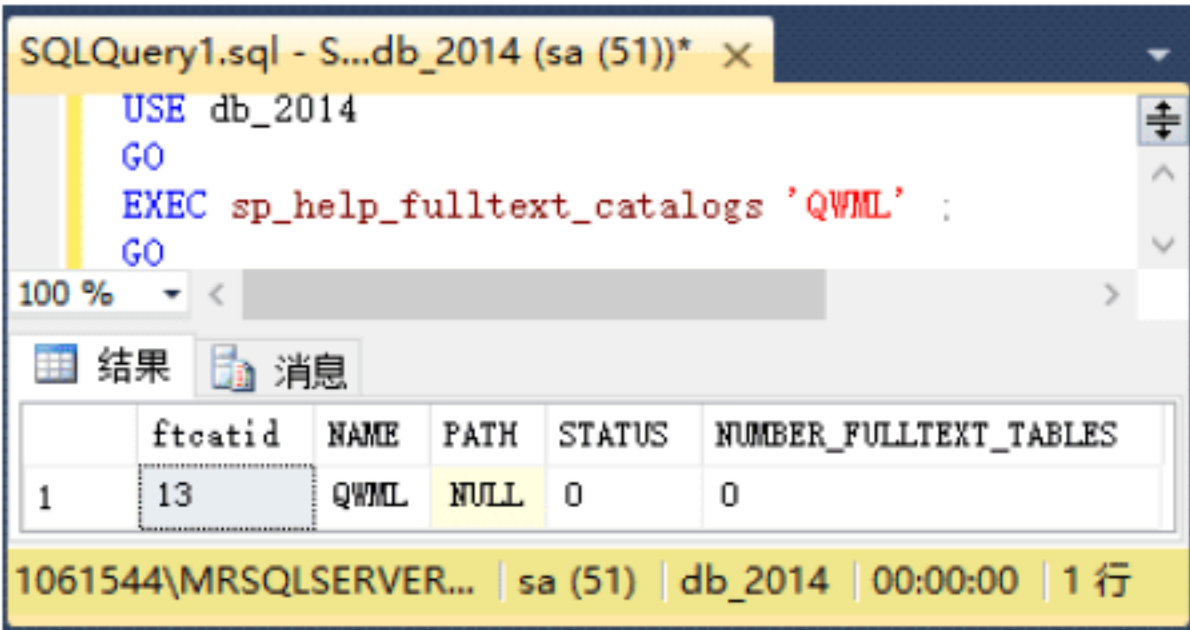 SQLQuery1.sql - S...db_2014 (sa (51))*
USE db_2014
GO
EXEC sp_help_fulltext_catalogs 'QWML' ;
GO
100 %
结果 消息
ftcatid NAME PATH STATUS NUMBER_FULLTEXT_TABLES
1 13 QWML NULL 0 0
1061544\MRSQLSERVER... sa (51) db_2014 00:00:00 1 行